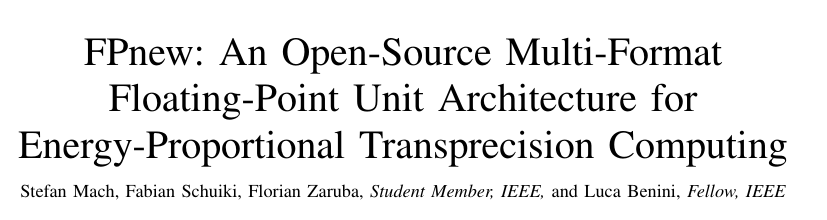 FPnew: An Open-Source Multi-Format
Floating-Point Unit Architecture for
Energy-Proportional Transprecision Computing
Stefan Mach, Fabian Schuiki, Florian Zaruba, Student Member, IEEE, and Luca Benini, Fellow, IEEE